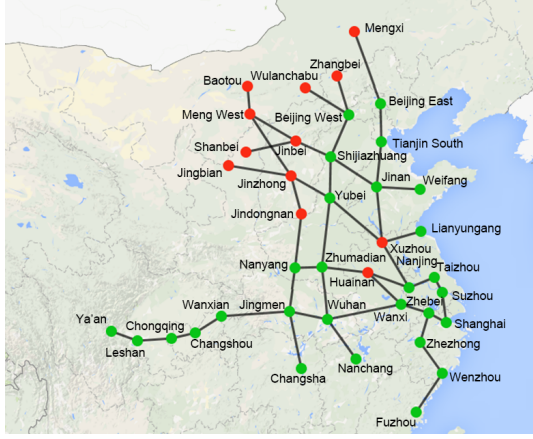 Mengxi
Zhangbei
Baotou
Wulanchabu
Meng West
Beijing West
Beijing East
Shanbei
Jinbei
Tianjin South
Jingbian
Shijiazhuang
Jinzhong
Jinan
Weifang
Yubei
Jindongnan
Lianyungang
Xuzhou
Nanyang
Zhumadian
Nanjing
Taizhou
Huainan
Wanxian
Jingmen
Wuhan
Zhebei
Suzhou
Wanxi
Ya'an
Chongqing
Shanghai
Leshan
Changshou
Zhezhong
Changsha
Nanchang
Wenzhou
Fuzhou